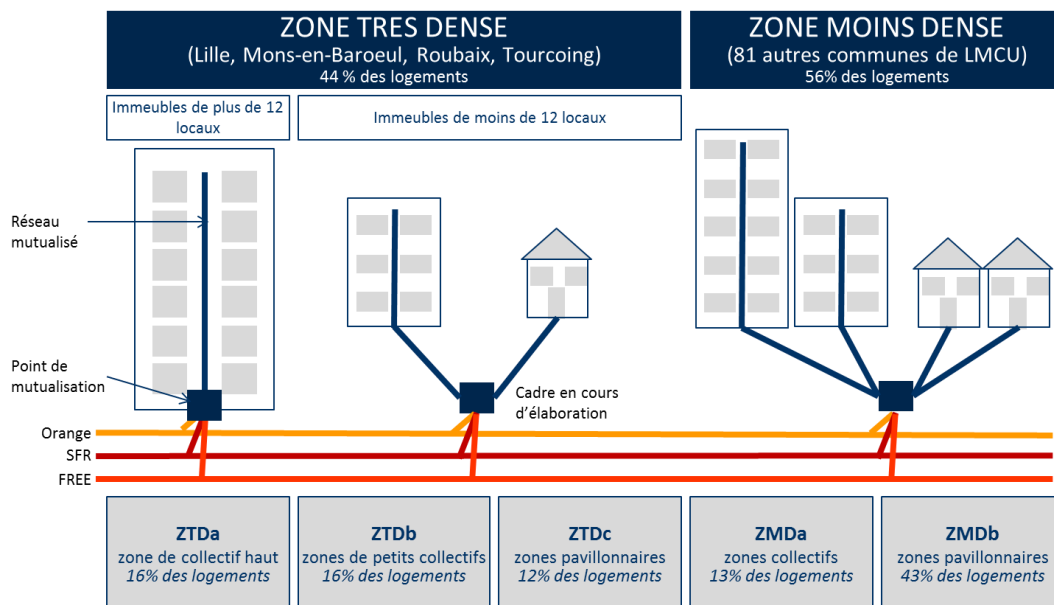 ZONE TRES DENSE
(Lille, Mons-en-Baroeul, Roubaix, Tourcoing)
44 % des logements
ZONE MOINS DENSE
(81 autres communes de LMCU)
56% des logements
Immeubles de plus de 12
locaux
Immeubles de moins de 12 locaux
Réseau
mutualisé
Point de
mutualisation
Cadre en cours
d'élaboration
Orange
SFR
FREE
ZTDa
zone de collectif haut
16% des logements
ZTDb
zones de petits collectifs
16% des logements
ZTDc
zones pavillonnaires
12% des logements
ZMDa
zones collectifs
13% des logements
ZMDb
zones pavillonnaires
43% des logements